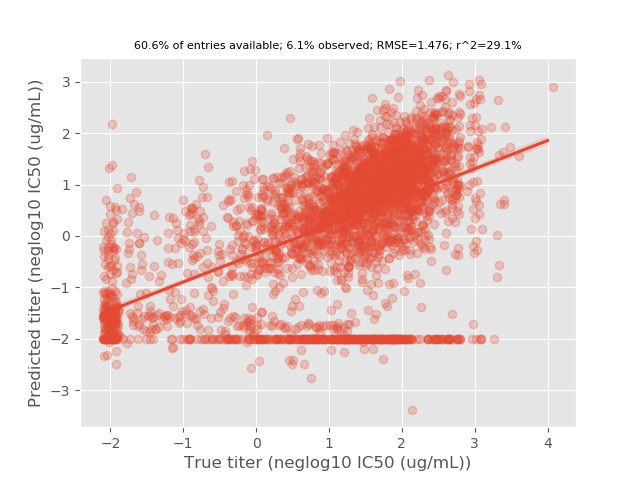 60.6% of entries available; 6.1% observed; RMSE=1.476; r^2=29.1%
3
2
1
0
−1
−2
−3
Predicted titer (neglog10 IC50 (ug/mL))
−2 −1 0 1 2 3 4
True titer (neglog10 IC50 (ug/mL))